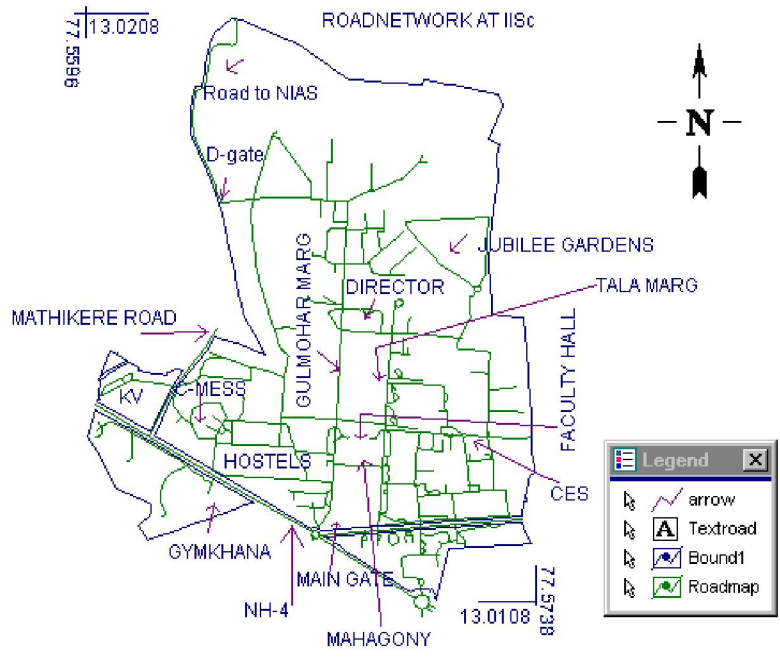 ROADNETWORK AT IISc
13.0208
77.5596
Road to NIAS
N
D-gate
JUBILEE GARDENS
GULMOHAR MARG
DIRECTOR
TALA MARG
MATHIKERE ROAD
FACULTY HALL
KV
C-MESS
HOSTELS
CES
GYMKHANA
MAIN GATE
NH-4
MAHAGONY
13.0108
77.5738
Legend
arrow
A Textroad
Bound1
Roadmap